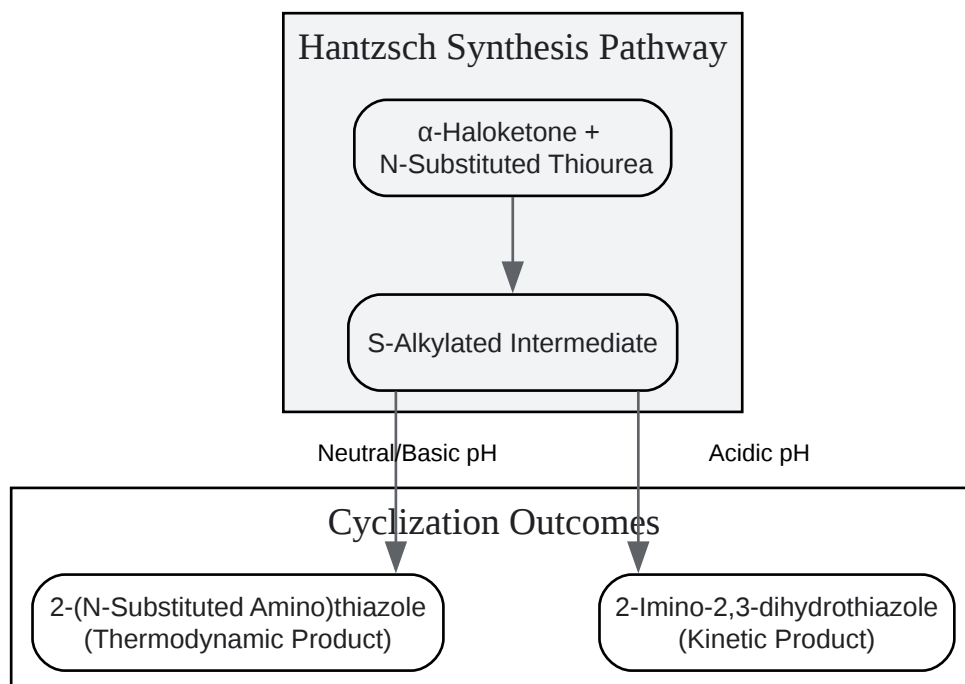 Hantzsch Synthesis Pathway
α-Haloketone +
N-Substituted Thiourea
S-Alkylated Intermediate
Neutral/Basic pH
Acidic pH
Cyclization Outcomes
2-(N-Substituted Amino)thiazole
(Thermodynamic Product)
2-Imino-2,3-dihydrothiazole
(Kinetic Product)